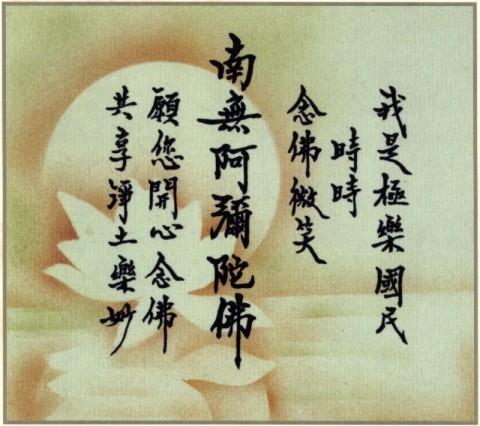 我是極樂國民
時時
念佛微笑
南無阿彌陀佛
願您開心念佛
共享淨土樂妙